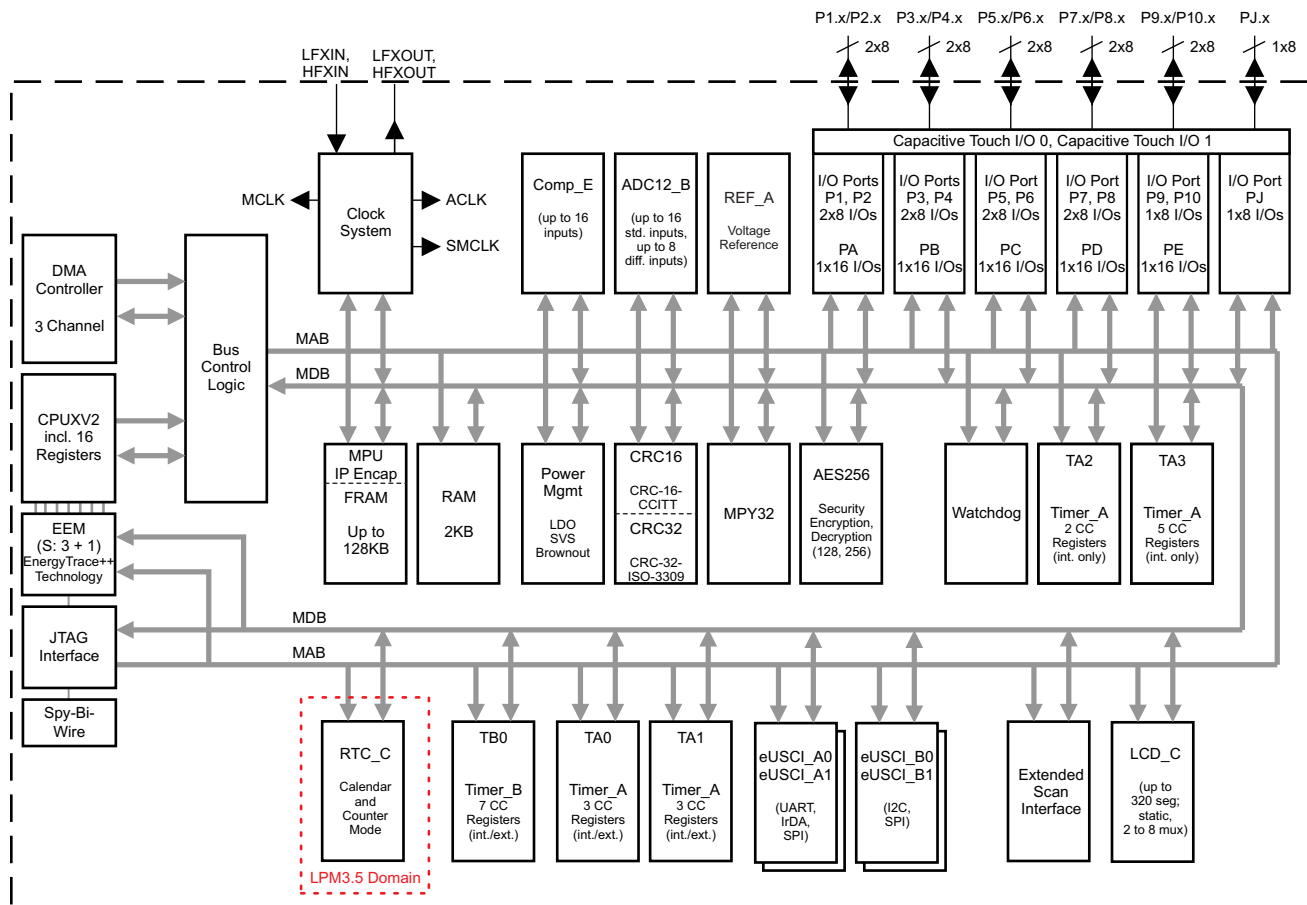 P1.x/P2.x
P3.x/P4.x
P5.x/P6.x
P7.x/P8.x
P9.x/P10.x
PJ.x
2x8
2x8
2x8
2x8
2x8
1x8
LFXIN,
HFXIN
LFXOUT,
HFXOUT
Capacitive Touch I/O 0, Capacitive Touch I/O 1
MCLK
Clock
System
ACLK
SMCLK
Comp_E
(up to 16
inputs)
ADC12_B
(up to 16
std. inputs,
up to 8
diff. inputs)
REF_A
Voltage
Reference
I/O Ports
P1, P2
2x8 I/Os
PA
1x16 I/Os
I/O Ports
P3, P4
2x8 I/Os
PB
1x16 I/Os
I/O Port
P5, P6
2x8 I/Os
PC
1x16 I/Os
I/O Port
P7, P8
2x8 I/Os
PD
1x16 I/Os
I/O Port
P9, P10
1x8 I/Os
PE
1x16 I/Os
I/O Port
PJ
1x8 I/Os
DMA
Controller
3 Channel
Bus
Control
Logic
MAB
MDB
CPUXV2
incl. 16
Registers
MPU
IP Encap
FRAM
Up to
128KB
RAM
2KB
Power
Mgmt
LDO
SVS
Brownout
CRC16
CRC-16-
CCITT
CRC32
CRC-32-
ISO-3309
MPY32
AES256
Security
Encryption,
Decryption
(128, 256)
Watchdog
TA2
Timer_A
2 CC
Registers
(int. only)
TA3
Timer_A
5 CC
Registers
(int. only)
EEM
(S: 3 + 1)
EnergyTrace++
Technology
MDB
MAB
JTAG
Interface
Spy-Bi-
Wire
RTC_C
Calendar
and
Counter
Mode
LPM3.5 Domain
TB0
Timer_B
7 CC
Registers
(int./ext.)
TA0
Timer_A
3 CC
Registers
(int./ext.)
TA1
Timer_A
3 CC
Registers
(int./ext.)
eUSCI_A0
eUSCI_A1
(UART,
IrDA,
SPI)
eUSCI_B0
eUSCI_B1
(I2C,
SPI)
Extended
Scan
Interface
LCD_C
(up to
320 seg;
static,
2 to 8 mux)